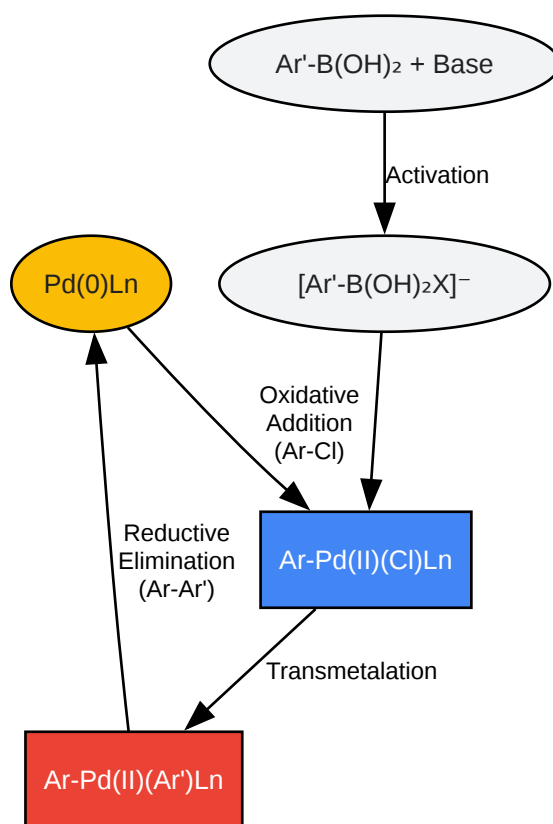 Ar'-B(OH)₂ + Base
Activation
Pd(0)Ln
[Ar'-B(OH)₂X]⁻
Oxidative
Addition
(Ar-Cl)
Ar-Pd(II)(Cl)Ln
Reductive
Elimination
(Ar-Ar')
Transmetalation
Ar-Pd(II)(Ar')Ln